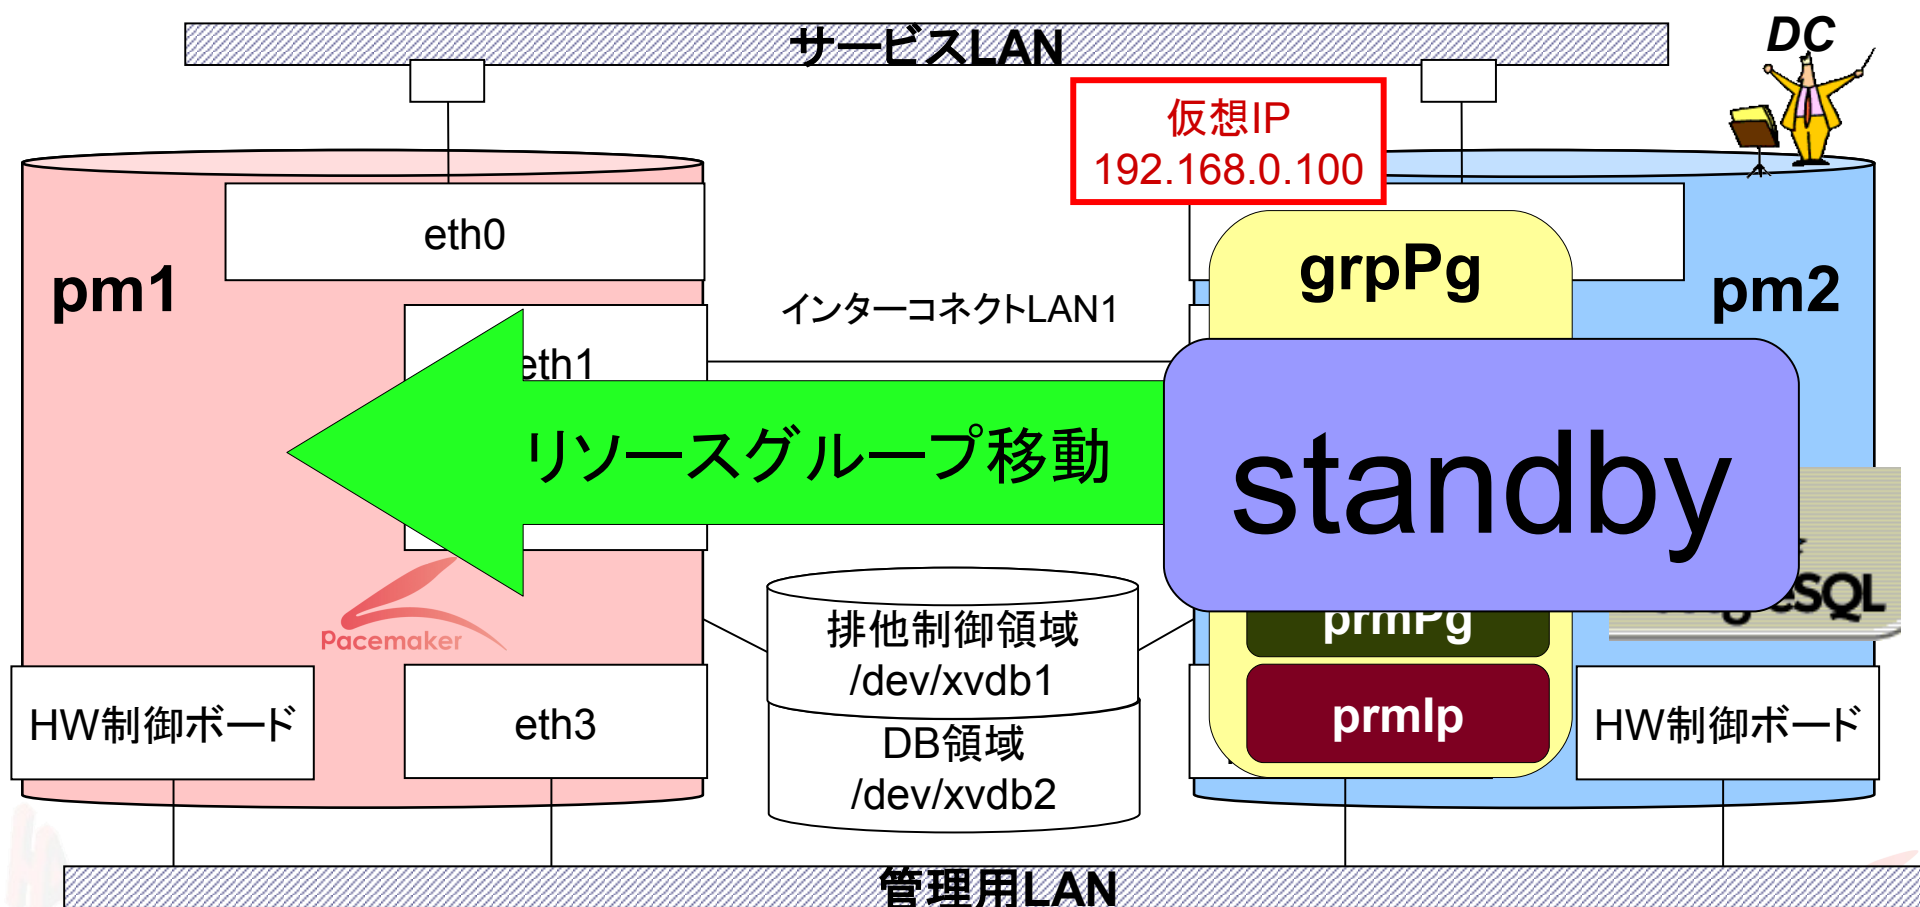 サービスLAN
DC
仮想IP
192.168.0.100
eth0
grpPg
pm1
pm2
インターコネクトLAN1
eth1
リソースグループ移動
standby
Pacemaker
排他制御領域
/dev/xvdb1
prmPg
HW制御ボード
eth3
DB領域
/dev/xvdb2
prmIp
HW制御ボード
管理用LAN